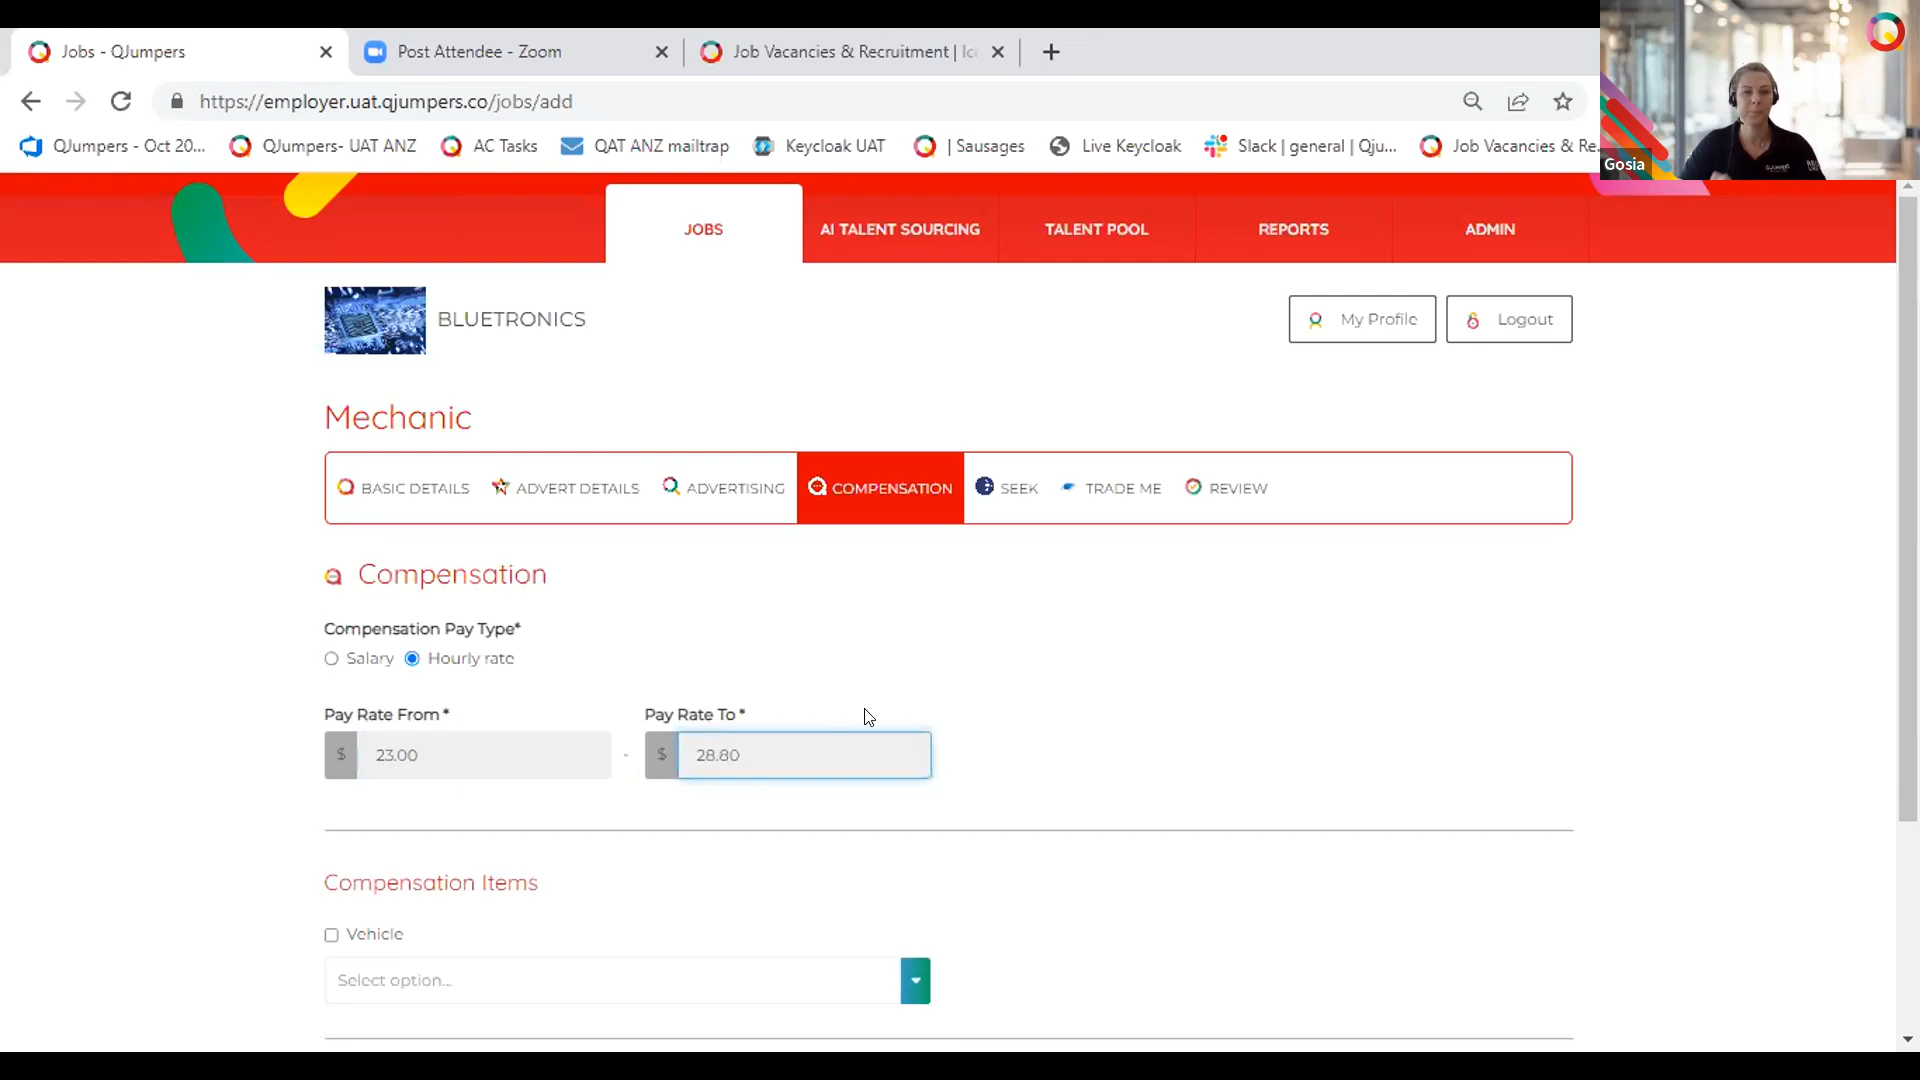 Jobs - QJumpers
Post Attendee - Zoom
Job Vacancies & Recruitment | Ice
https://employer.uat.qjumpers.co/jobs/add
QJumpers - Oct 20... QJumpers- UAT ANZ AC Tasks QAT ANZ mailtrap Keycloak UAT | Sausages Live Keycloak Slack | general | Qju... Job Vacancies & Re...
Gosia
JOBS AI TALENT SOURCING TALENT POOL REPORTS ADMIN
BLUETRONICS
My Profile
Logout
Mechanic
BASIC DETAILS ADVERT DETAILS ADVERTISING COMPENSATION SEEK TRADE ME REVIEW
Compensation
Compensation Pay Type*
Salary Hourly rate
Pay Rate From * Pay Rate To *
$ 23.00 - $ 28.80
Compensation Items
Vehicle
Select option...